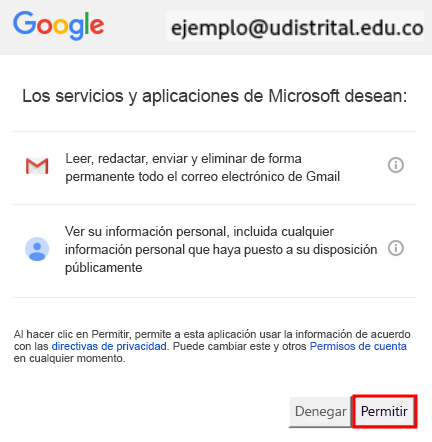 Google
ejemplo@udistrital.edu.co
Los servicios y aplicaciones de Microsoft desean:
Leer, redactar, enviar y eliminar de forma
permanente todo el correo electrónico de Gmail
Ver su información personal, incluida cualquier
información personal que haya puesto a su disposición
públicamente
Al hacer clic en Permitir, permite a esta aplicación usar la información de acuerdo
con las directivas de privacidad. Puede cambiar este y otros Permisos de cuenta
en cualquier momento.
Denegar Permitir